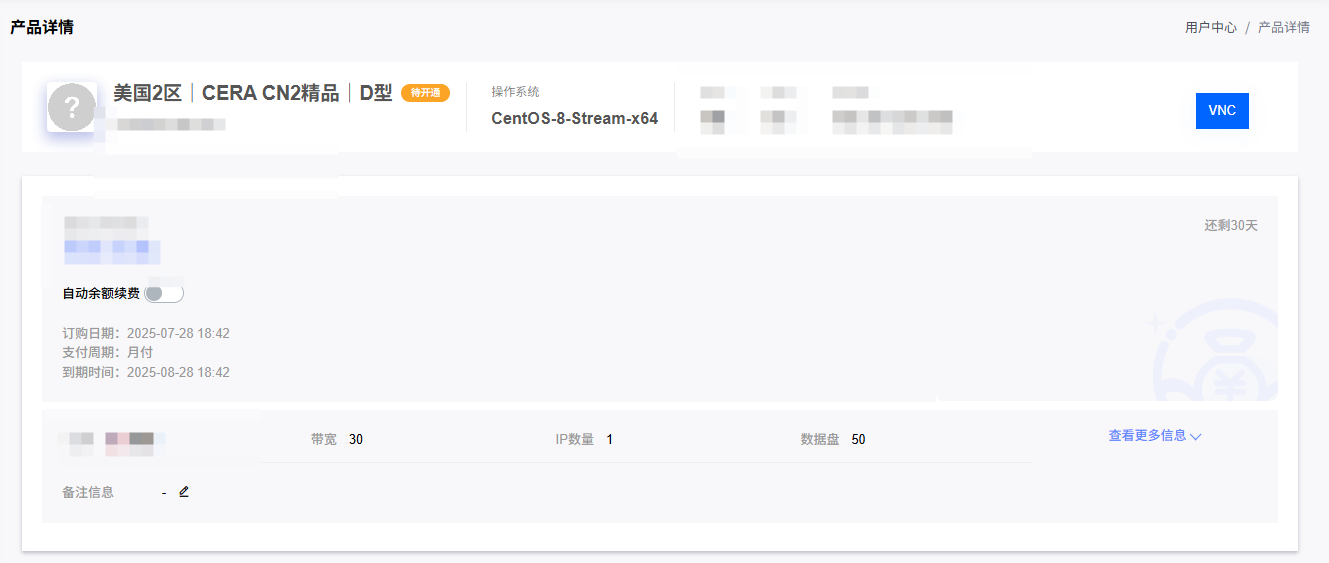 产品详情
用户中心 / 产品详情
美国2区｜CERA CN2精品｜D型 待开通
操作系统
CentOS-8-Stream-x64
VNC
还剩30天
自动余额续费
订购日期：2025-07-28 18:42
支付周期：月付
到期时间：2025-08-28 18:42
带宽 30 IP数量 1 数据盘 50 查看更多信息
备注信息 -